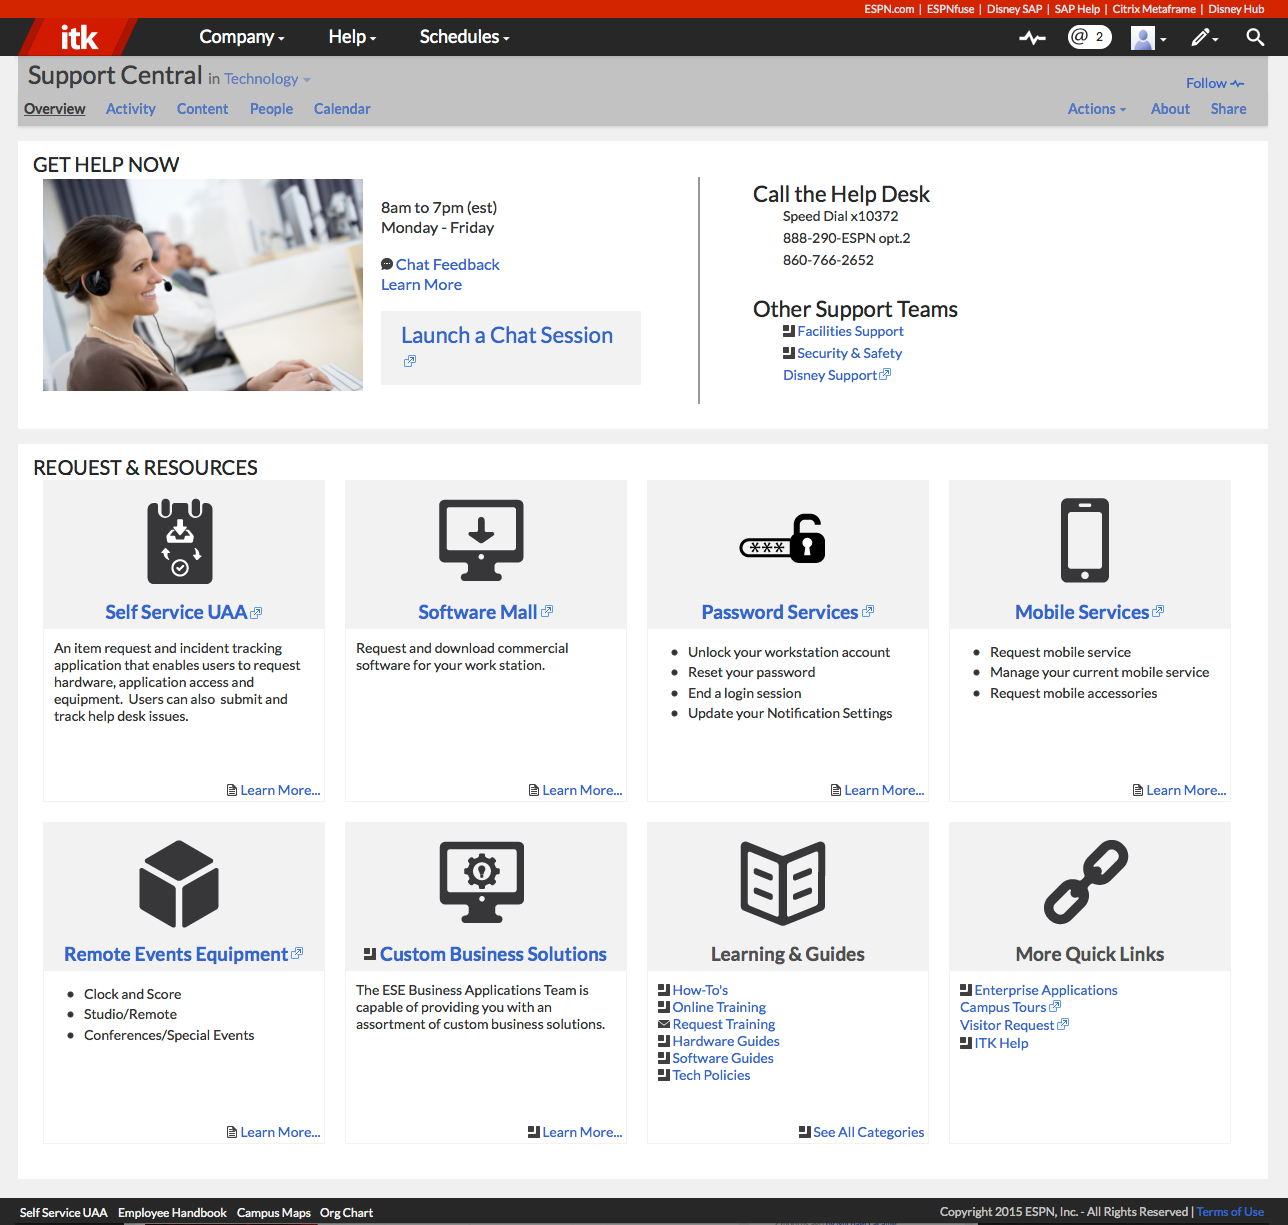 ESPN.com | ESPNfuse | Disney SAP | SAP Help | Citrix Metaframe | Disney Hub
itk Company Help Schedules @ 2
Support Central in Technology
Follow
Overview Activity Content People Calendar Actions About Share
GET HELP NOW
8am to 7pm (est)
Monday - Friday
Chat Feedback
Learn More
Launch a Chat Session
Call the Help Desk
Speed Dial x10372
888-290-ESPN opt.2
860-766-2652
Other Support Teams
Facilities Support
Security & Safety
Disney Support
REQUEST & RESOURCES
Self Service UAA
An item request and incident tracking
application that enables users to request
hardware, application access and
equipment. Users can also submit and
track help desk issues.
Learn More...
Software Mall
Request and download commercial
software for your work station.
Learn More...
***
Password Services
• Unlock your workstation account
• Reset your password
• End a login session
• Update your Notification Settings
Learn More...
Mobile Services
• Request mobile service
• Manage your current mobile service
• Request mobile accessories
Learn More...
Remote Events Equipment
• Clock and Score
• Studio/Remote
• Conferences/Special Events
Learn More...
Custom Business Solutions
The ESE Business Applications Team is
capable of providing you with an
assortment of custom business solutions.
Learn More...
Learning & Guides
How-To's
Online Training
Request Training
Hardware Guides
Software Guides
Tech Policies
See All Categories
More Quick Links
Enterprise Applications
Campus Tours
Visitor Request
ITK Help
Self Service UAA Employee Handbook Campus Maps Org Chart
Copyright 2015 ESPN, Inc. - All Rights Reserved | Terms of Use